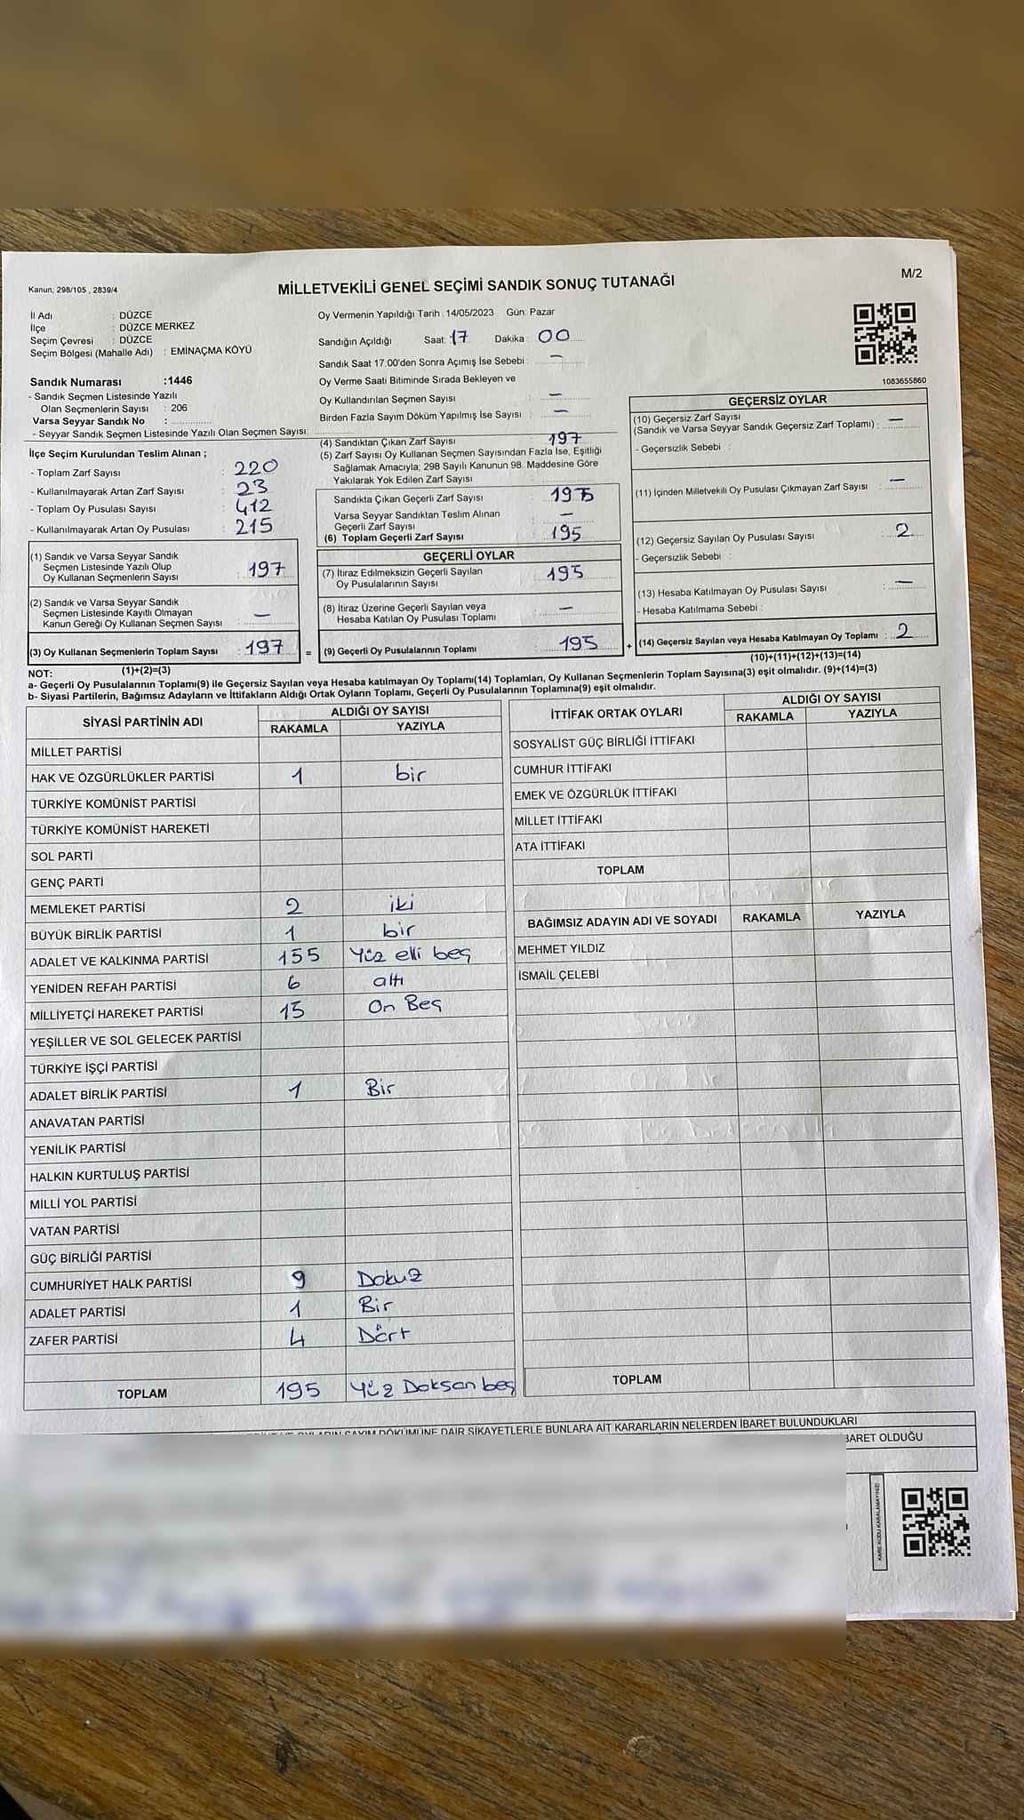 M/2
Kanun; 298/105 , 2839/4
MİLLETVEKİLİ GENEL SEÇİMİ SANDIK SONUÇ TUTANAĞI
İl Adı : DÜZCE
İlçe : DÜZCE MERKEZ
Seçim Çevresi : DÜZCE
Seçim Bölgesi (Mahalle Adı) : EMİNAÇMA KÖYÜ
Oy Vermenin Yapıldığı Tarih : 14/05/2023 Gün: Pazar
Sandığın Açıldığı Saat: 17 Dakika: 00
Sandık Saat 17.00'den Sonra Açımış İse Sebebi : —
Oy Verme Saati Bitiminde Sırada Bekleyen ve
Oy Kullandırılan Seçmen Sayısı : —
Birden Fazla Sayım Döküm Yapılmış İse Sayısı : —
1083655860
Sandık Numarası :1446
- Sandık Seçmen Listesinde Yazılı
Olan Seçmenlerin Sayısı : 206
Varsa Seyyar Sandık No :
- Seyyar Sandık Seçmen Listesinde Yazılı Olan Seçmen Sayısı:
İlçe Seçim Kurulundan Teslim Alınan ;
- Toplam Zarf Sayısı : 220
- Kullanılmayarak Artan Zarf Sayısı : 23
- Toplam Oy Pusulası Sayısı : 412
- Kullanılmayarak Artan Oy Pusulası : 215
(1) Sandık ve Varsa Seyyar Sandık
Seçmen Listesinde Yazılı Olup
Oy Kullanan Seçmenlerin Sayısı : 197
(2) Sandık ve Varsa Seyyar Sandık
Seçmen Listesinde Kayıtlı Olmayan
Kanun Gereği Oy Kullanan Seçmen Sayısı : —
(3) Oy Kullanan Seçmenlerin Toplam Sayısı : 197
(1)+(2)=(3)
(4) Sandıktan Çıkan Zarf Sayısı : 197
(5) Zarf Sayısı Oy Kullanan Seçmen Sayısından Fazla İse, Eşitliği
Sağlamak Amacıyla; 298 Sayılı Kanunun 98. Maddesine Göre
Yakılarak Yok Edilen Zarf Sayısı :
Sandıkta Çıkan Geçerli Zarf Sayısı : 195
Varsa Seyyar Sandıktan Teslim Alınan
Geçerli Zarf Sayısı : —
(6) Toplam Geçerli Zarf Sayısı : 195
GEÇERLİ OYLAR
(7) İtiraz Edilmeksizin Geçerli Sayılan
Oy Pusulalarının Sayısı : 195
(8) İtiraz Üzerine Geçerli Sayılan veya
Hesaba Katılan Oy Pusulası Toplamı : —
= (9) Geçerli Oy Pusulalarının Toplamı : 195
GEÇERSİZ OYLAR
(10) Geçersiz Zarf Sayısı
(Sandık ve Varsa Seyyar Sandık Geçersiz Zarf Toplamı) : —
- Geçersizlik Sebebi :
(11) İçinden Milletvekili Oy Pusulası Çıkmayan Zarf Sayısı : —
(12) Geçersiz Sayılan Oy Pusulası Sayısı : 2
- Geçersizlik Sebebi :
(13) Hesaba Katılmayan Oy Pusulası Sayısı : —
- Hesaba Katılmama Sebebi :
+ (14) Geçersiz Sayılan veya Hesaba Katılmayan Oy Toplamı : 2
(10)+(11)+(12)+(13)=(14)
NOT:
a- Geçerli Oy Pusulalarının Toplamı(9) ile Geçersiz Sayılan veya Hesaba katılmayan Oy Toplamı(14) Toplamları, Oy Kullanan Seçmenlerin Toplam Sayısına(3) eşit olmalıdır. (9)+(14)=(3)
b- Siyasi Partilerin, Bağımsız Adayların ve İttifakların Aldığı Ortak Oyların Toplamı, Geçerli Oy Pusulalarının Toplamına(9) eşit olmalıdır.
SİYASİ PARTİNİN ADI ALDIĞI OY SAYISI
RAKAMLA YAZIYLA
MİLLET PARTİSİ
HAK VE ÖZGÜRLÜKLER PARTİSİ 1 bir
TÜRKİYE KOMÜNİST PARTİSİ
TÜRKİYE KOMÜNİST HAREKETİ
SOL PARTİ
GENÇ PARTİ
MEMLEKET PARTİSİ 2 iki
BÜYÜK BİRLİK PARTİSİ 1 bir
ADALET VE KALKINMA PARTİSİ 155 Yüz elli beş
YENİDEN REFAH PARTİSİ 6 altı
MİLLİYETÇİ HAREKET PARTİSİ 15 On Beş
YEŞİLLER VE SOL GELECEK PARTİSİ
TÜRKİYE İŞÇİ PARTİSİ
ADALET BİRLİK PARTİSİ 1 Bir
ANAVATAN PARTİSİ
YENİLİK PARTİSİ
HALKIN KURTULUŞ PARTİSİ
MİLLİ YOL PARTİSİ
VATAN PARTİSİ
GÜÇ BİRLİĞİ PARTİSİ
CUMHURİYET HALK PARTİSİ 9 Dokuz
ADALET PARTİSİ 1 Bir
ZAFER PARTİSİ 4 Dört
TOPLAM 195 Yüz Doksan beş
İTTİFAK ORTAK OYLARI ALDIĞI OY SAYISI
RAKAMLA YAZIYLA
SOSYALİST GÜÇ BİRLİĞİ İTTİFAKI
CUMHUR İTTİFAKI
EMEK VE ÖZGÜRLÜK İTTİFAKI
MİLLET İTTİFAKI
ATA İTTİFAKI
TOPLAM
BAĞIMSIZ ADAYIN ADI VE SOYADI RAKAMLA YAZIYLA
MEHMET YILDIZ
İSMAİL ÇELEBİ
TOPLAM
SAYIM DÖKÜMÜNE DAİR ŞİKAYETLERLE BUNLARA AİT KARARLARIN NELERDEN İBARET BULUNDUKLARI
OLDUĞU